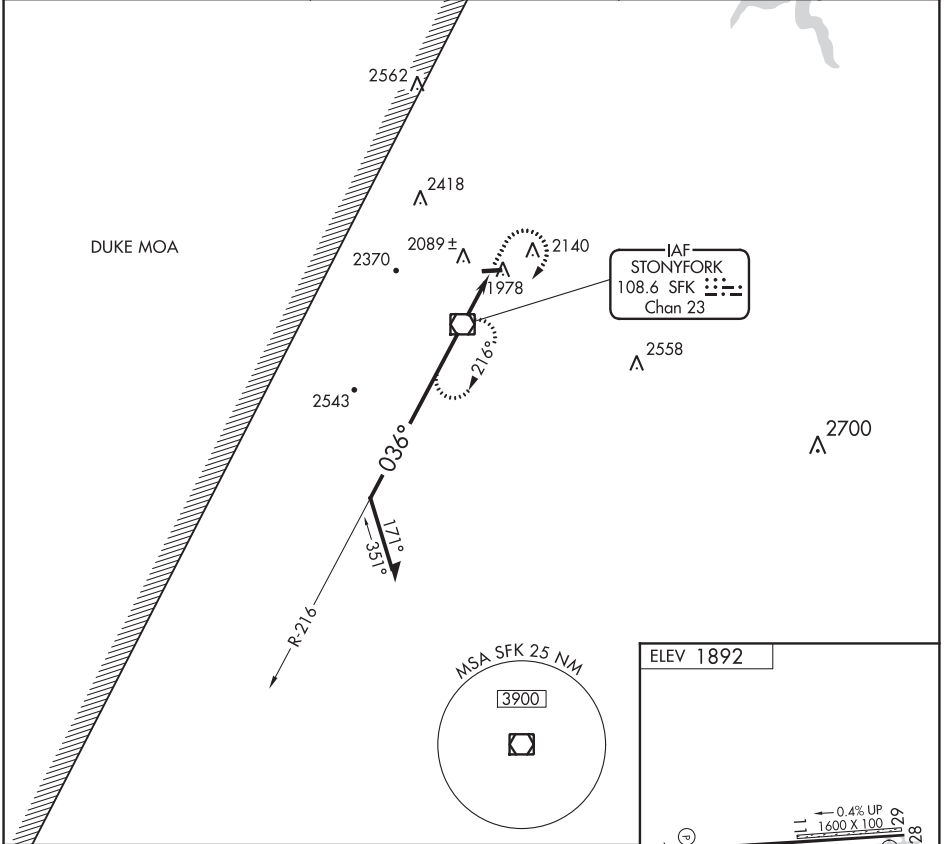 2562
2418
DUKE MOA
2089±
2140
2370
1978
IAF
STONYFORK
108.6 SFK
Chan 23
2558
216°
2543
2700
036°
171°
351°
R-216
MSA SFK 25 NM
3900
ELEV 1892
0.4% UP
1600 X 100
11
29
28
P